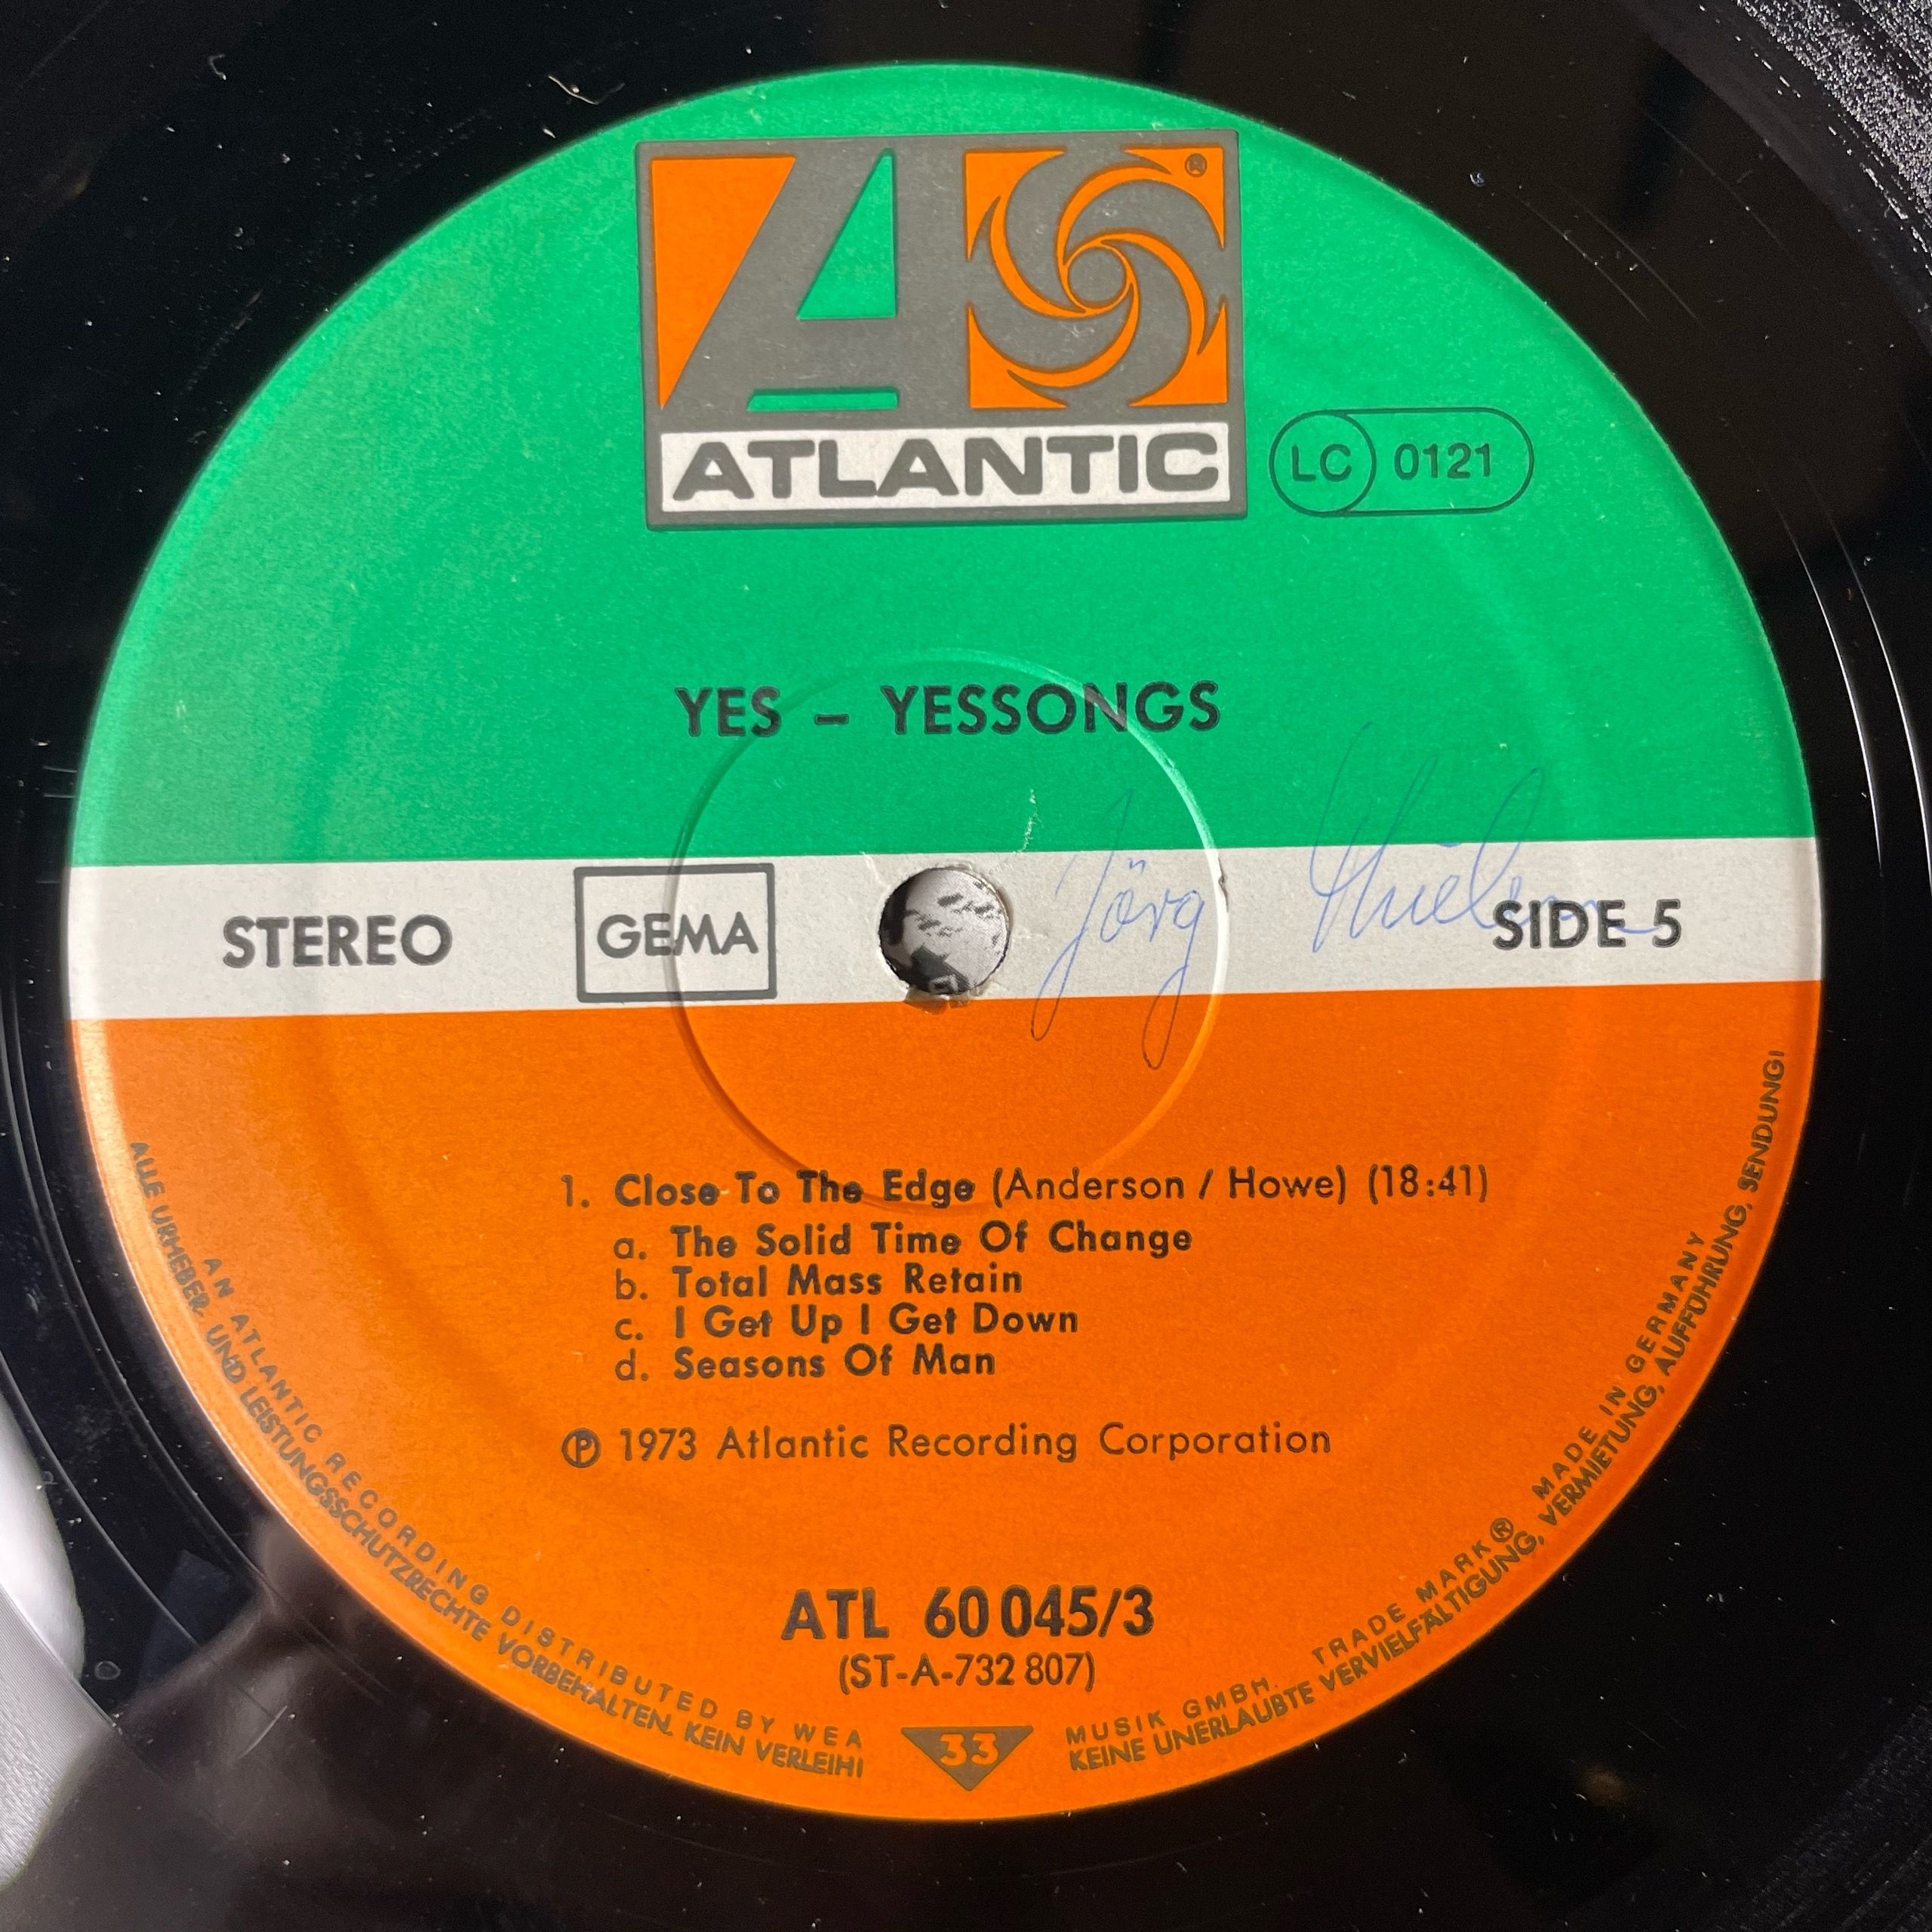 ®
ATLANTIC
LC 0121
YES – YESSONGS
STEREO
GEMA
Jörg
SIDE 5
1. Close To The Edge (Anderson / Howe) (18:41)
a. The Solid Time Of Change
b. Total Mass Retain
c. I Get Up I Get Down
d. Seasons Of Man
℗ 1973 Atlantic Recording Corporation
ATL 60 045/3
(ST-A-732 807)
33
AN ATLANTIC RECORDING DISTRIBUTED BY WEA MUSIK GMBH. TRADE MARK ® MADE IN GERMANY
ALLE URHEBER UND LEISTUNGSSCHUTZRECHTE VORBEHALTEN. KEIN VERLEIH! KEINE UNERLAUBTE VERVIELFÄLTIGUNG, VERMIETUNG, AUFFÜHRUNG, SENDUNG!